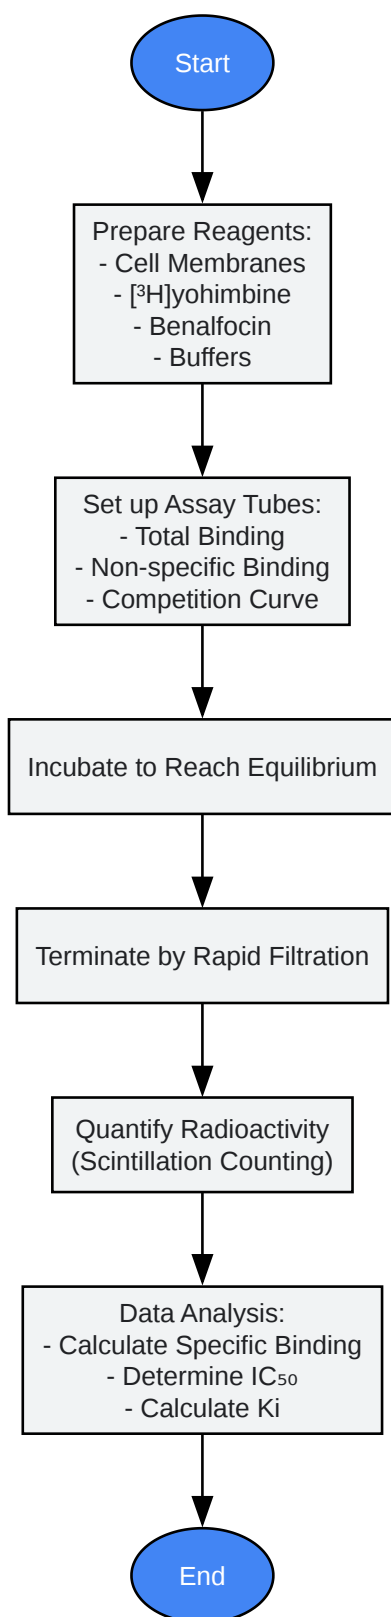 Start
Prepare Reagents:
- Cell Membranes
- [³H]yohimbine
- Benalfocin
- Buffers
Set up Assay Tubes:
- Total Binding
- Non-specific Binding
- Competition Curve
Incubate to Reach Equilibrium
Terminate by Rapid Filtration
Quantify Radioactivity
(Scintillation Counting)
Data Analysis:
- Calculate Specific Binding
- Determine IC₅₀
- Calculate Ki
End